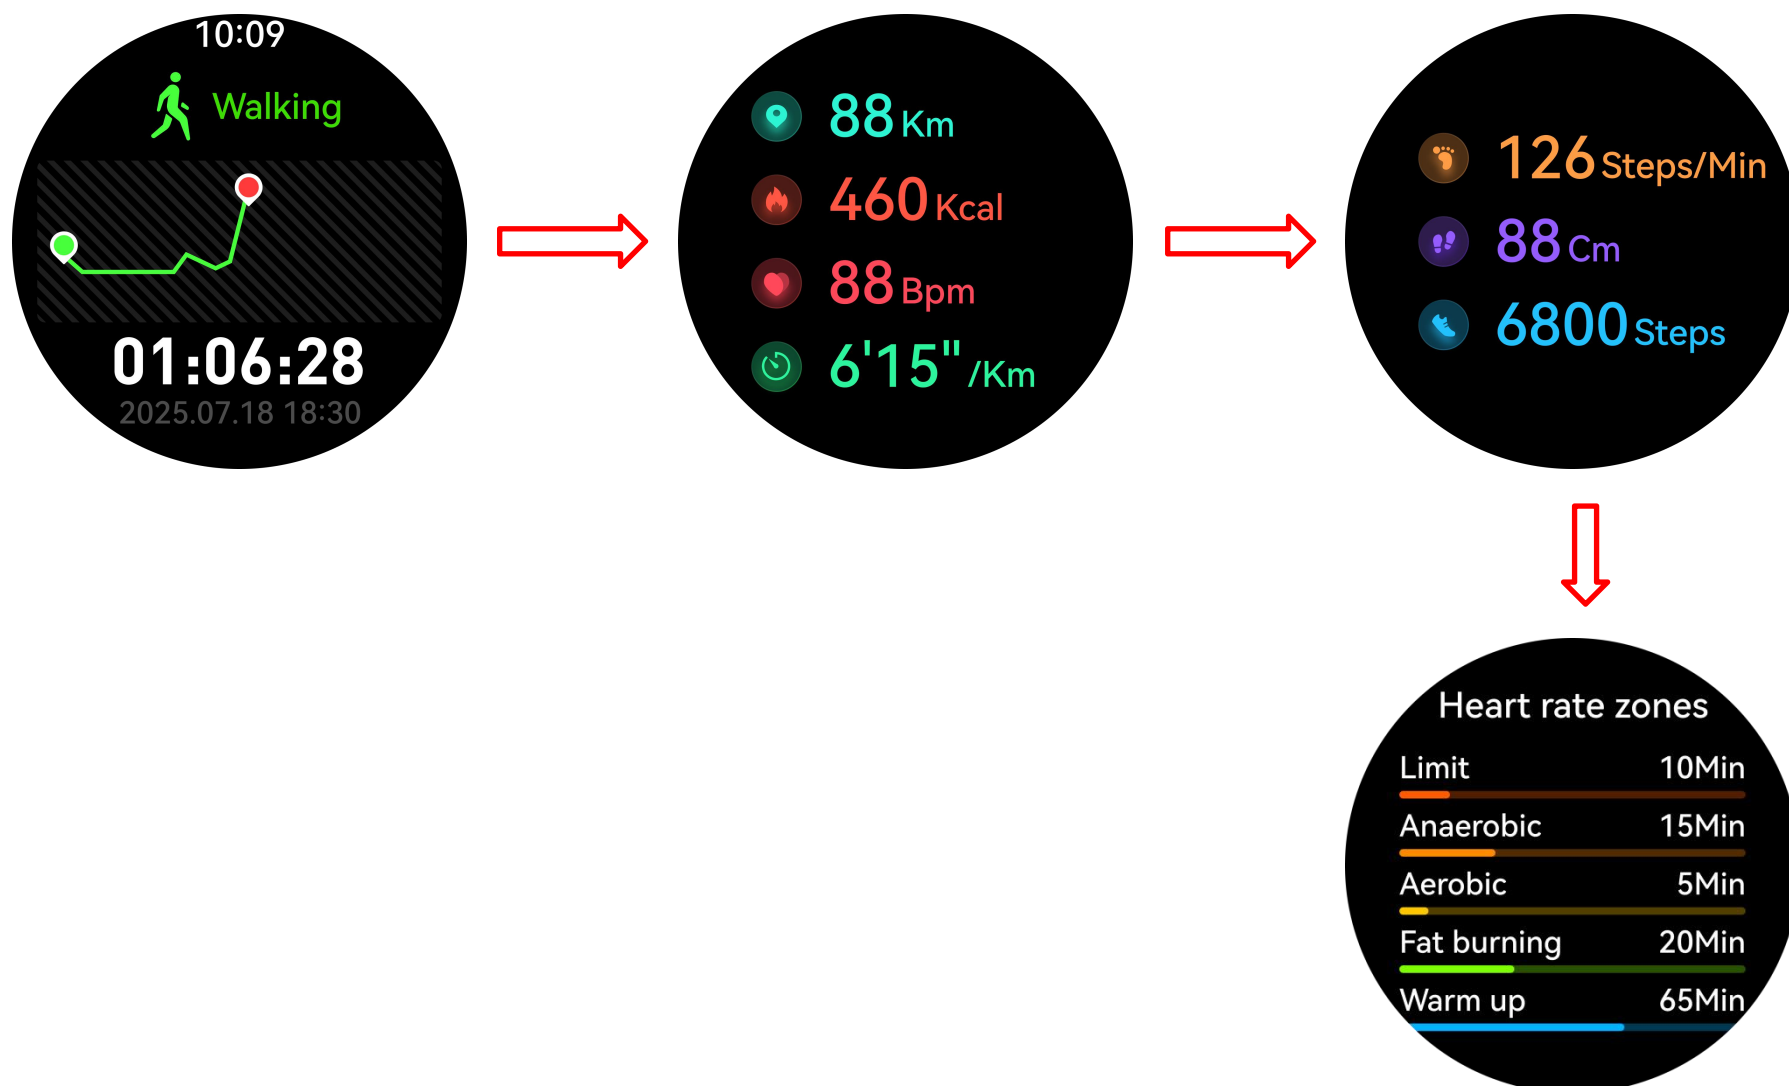 10:09
Walking
01:06:28
2025.07.18 18:30
88 Km
460 Kcal
88 Bpm
6'15" /Km
126 Steps/Min
88 Cm
6800 Steps
Heart rate zones
Limit 10Min
Anaerobic 15Min
Aerobic 5Min
Fat burning 20Min
Warm up 65Min